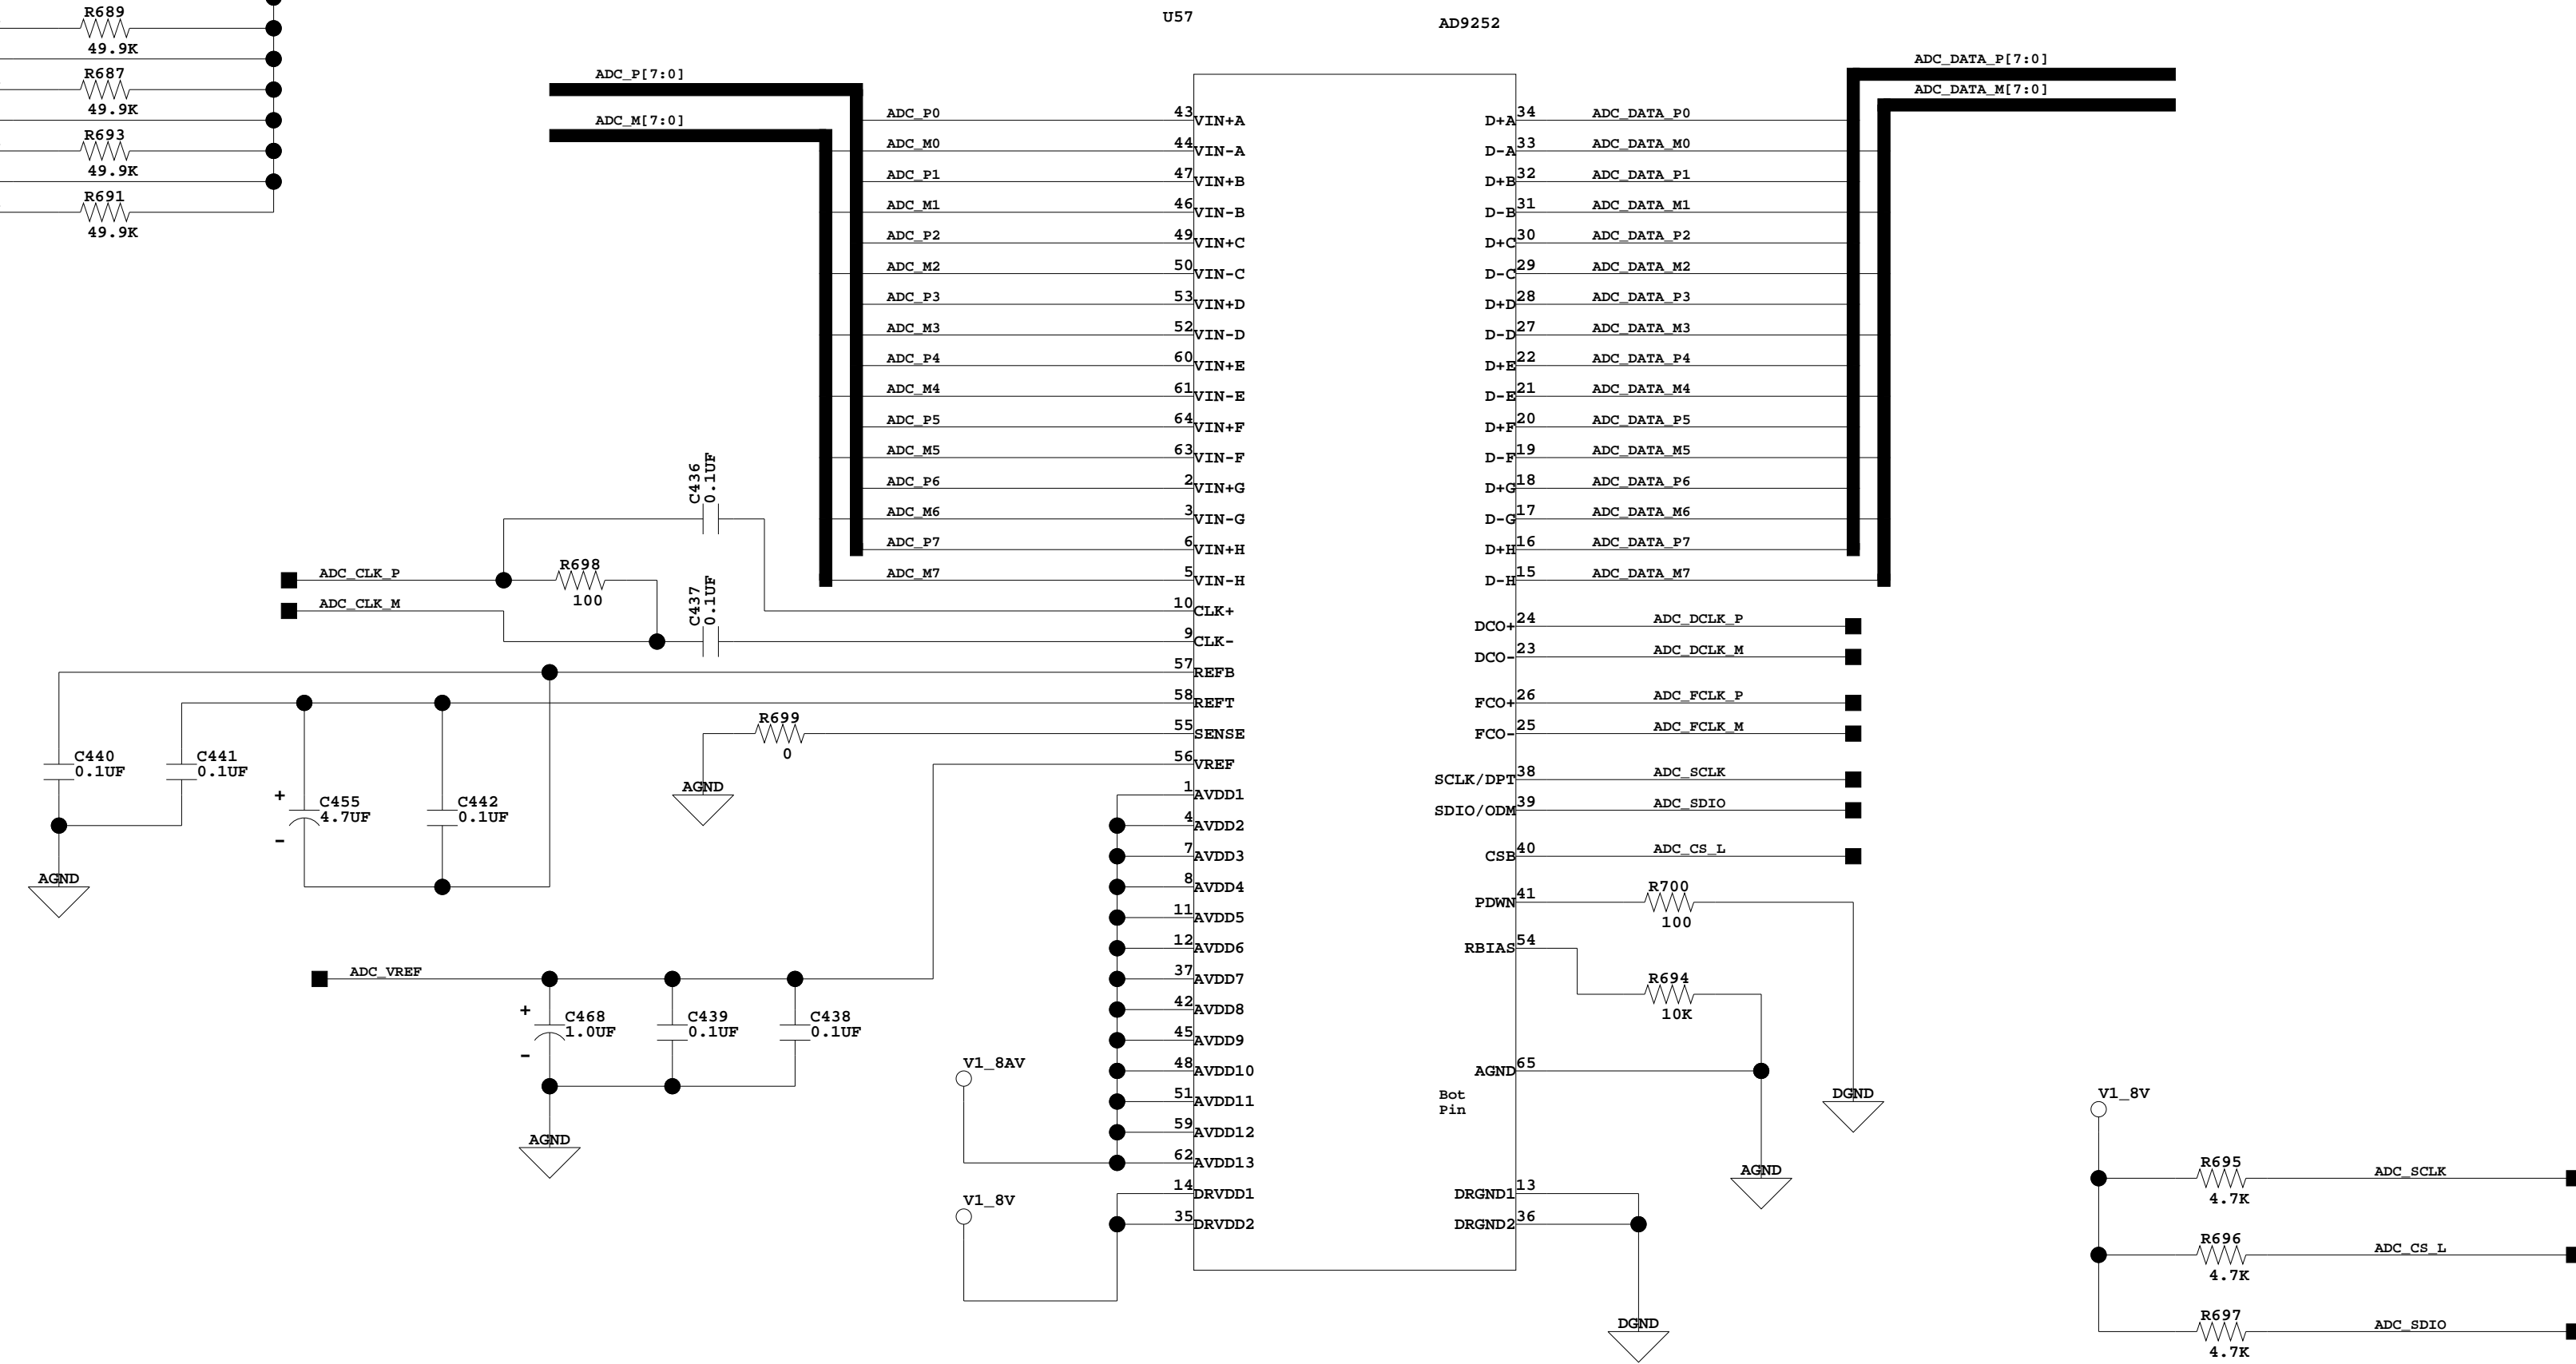 R689
49.9K
R687
49.9K
R693
49.9K
R691
49.9K
U57
AD9252
ADC_P[7:0]
ADC_M[7:0]
ADC_DATA_P[7:0]
ADC_DATA_M[7:0]
ADC_P0 43 VIN+A D+A 34 ADC_DATA_P0
ADC_M0 44 VIN-A D-A 33 ADC_DATA_M0
ADC_P1 47 VIN+B D+B 32 ADC_DATA_P1
ADC_M1 46 VIN-B D-B 31 ADC_DATA_M1
ADC_P2 49 VIN+C D+C 30 ADC_DATA_P2
ADC_M2 50 VIN-C D-C 29 ADC_DATA_M2
ADC_P3 53 VIN+D D+D 28 ADC_DATA_P3
ADC_M3 52 VIN-D D-D 27 ADC_DATA_M3
ADC_P4 60 VIN+E D+E 22 ADC_DATA_P4
ADC_M4 61 VIN-E D-E 21 ADC_DATA_M4
ADC_P5 64 VIN+F D+F 20 ADC_DATA_P5
ADC_M5 63 VIN-F D-F 19 ADC_DATA_M5
ADC_P6 2 VIN+G D+G 18 ADC_DATA_P6
ADC_M6 3 VIN-G D-G 17 ADC_DATA_M6
ADC_P7 6 VIN+H D+H 16 ADC_DATA_P7
ADC_M7 5 VIN-H D-H 15 ADC_DATA_M7
C436
0.1UF
ADC_CLK_P
R698
100
C437
0.1UF
ADC_CLK_M
10 CLK+
9 CLK-
57 REFB
58 REFT
55 SENSE
56 VREF
R699
0
AGND
C440
0.1UF
C441
0.1UF
+
C455
4.7UF
-
C442
0.1UF
AGND
ADC_VREF
+
C468
1.0UF
-
C439
0.1UF
C438
0.1UF
AGND
1 AVDD1
4 AVDD2
7 AVDD3
8 AVDD4
11 AVDD5
12 AVDD6
37 AVDD7
42 AVDD8
45 AVDD9
48 AVDD10
51 AVDD11
59 AVDD12
62 AVDD13
14 DRVDD1
35 DRVDD2
V1_8AV
V1_8V
DCO+ 24 ADC_DCLK_P
DCO- 23 ADC_DCLK_M
FCO+ 26 ADC_FCLK_P
FCO- 25 ADC_FCLK_M
SCLK/DPT 38 ADC_SCLK
SDIO/ODM 39 ADC_SDIO
CSB 40 ADC_CS_L
PDWN 41
R700
100
RBIAS 54
R694
10K
AGND 65
Bot
Pin
DGND
AGND
DRGND1 13
DRGND2 36
DGND
V1_8V
R695
4.7K
ADC_SCLK
R696
4.7K
ADC_CS_L
R697
4.7K
ADC_SDIO